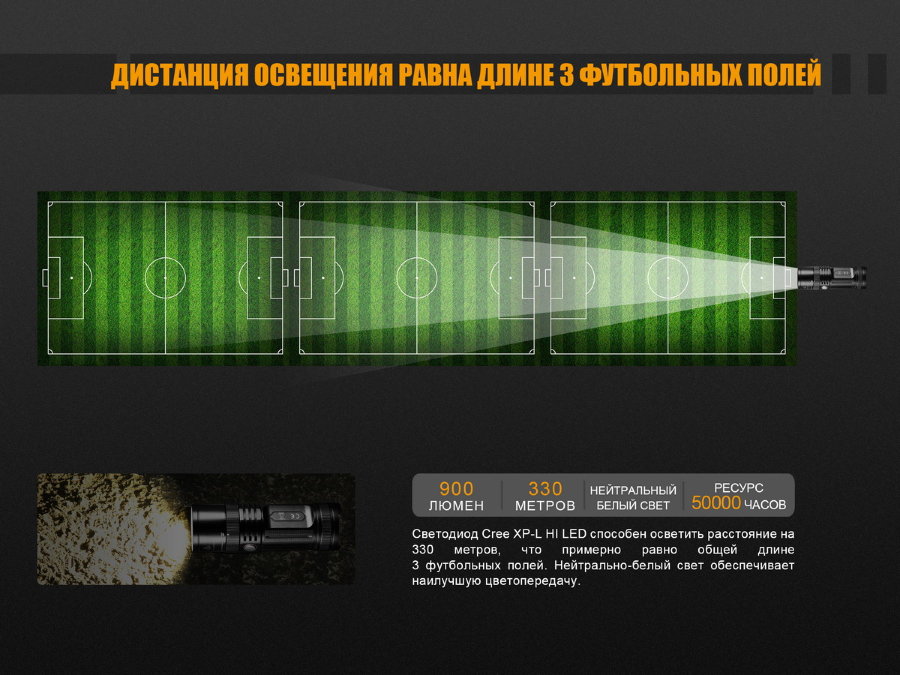 ДИСТАНЦИЯ ОСВЕЩЕНИЯ РАВНА ДЛИНЕ 3 ФУТБОЛЬНЫХ ПОЛЕЙ
900
ЛЮМЕН
330
МЕТРОВ
НЕЙТРАЛЬНЫЙ
БЕЛЫЙ СВЕТ
РЕСУРС
50000 ЧАСОВ
Светодиод Cree XP-L HI LED способен осветить расстояние на
330 метров, что примерно равно общей длине
3 футбольных полей. Нейтрально-белый свет обеспечивает
наилучшую цветопередачу.